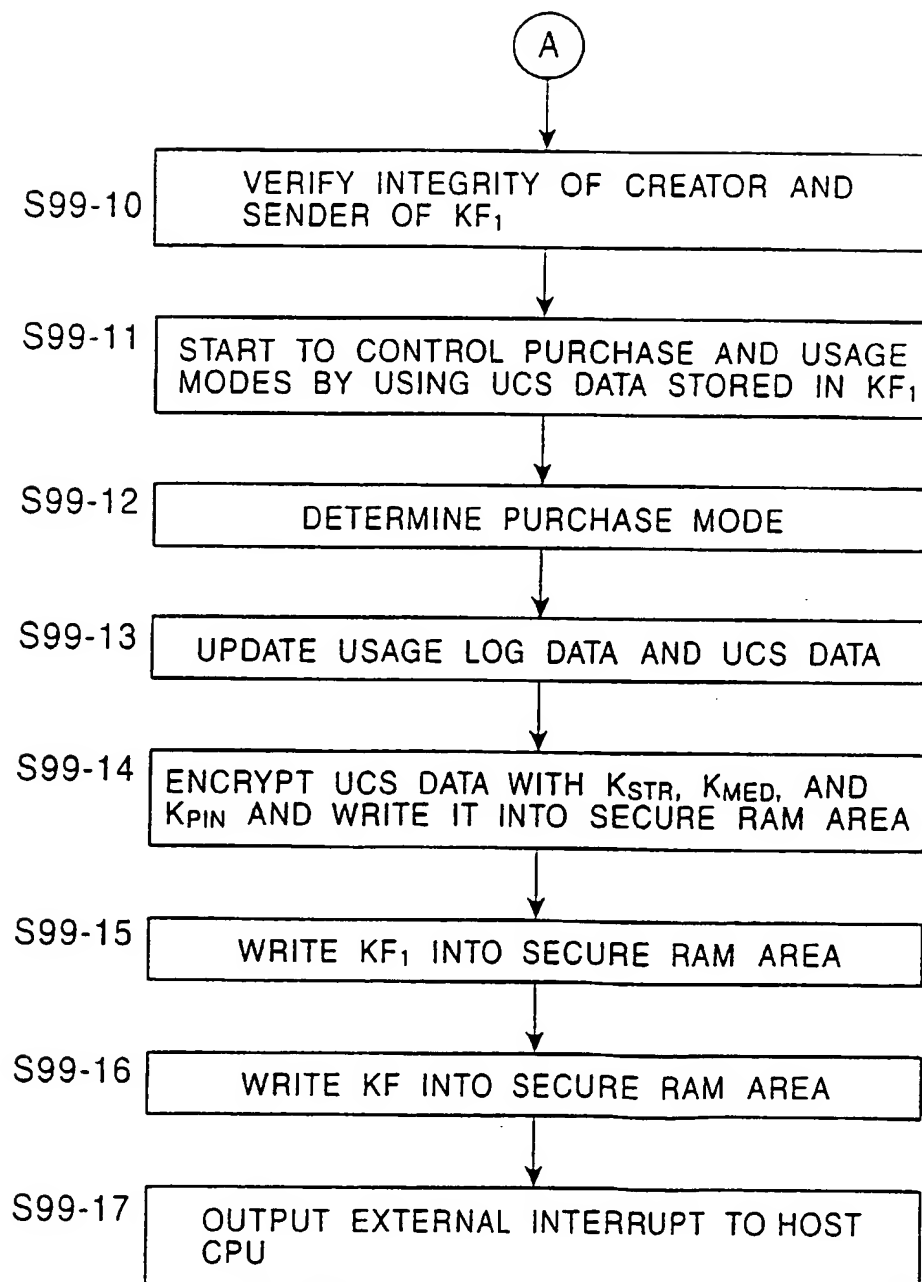 A
S99-10
VERIFY INTEGRITY OF CREATOR AND
SENDER OF KF1
S99-11
START TO CONTROL PURCHASE AND USAGE
MODES BY USING UCS DATA STORED IN KF1
S99-12
DETERMINE PURCHASE MODE
S99-13
UPDATE USAGE LOG DATA AND UCS DATA
S99-14
ENCRYPT UCS DATA WITH KSTR, KMED, AND
KPIN AND WRITE IT INTO SECURE RAM AREA
S99-15
WRITE KF1 INTO SECURE RAM AREA
S99-16
WRITE KF INTO SECURE RAM AREA
S99-17
OUTPUT EXTERNAL INTERRUPT TO HOST
CPU